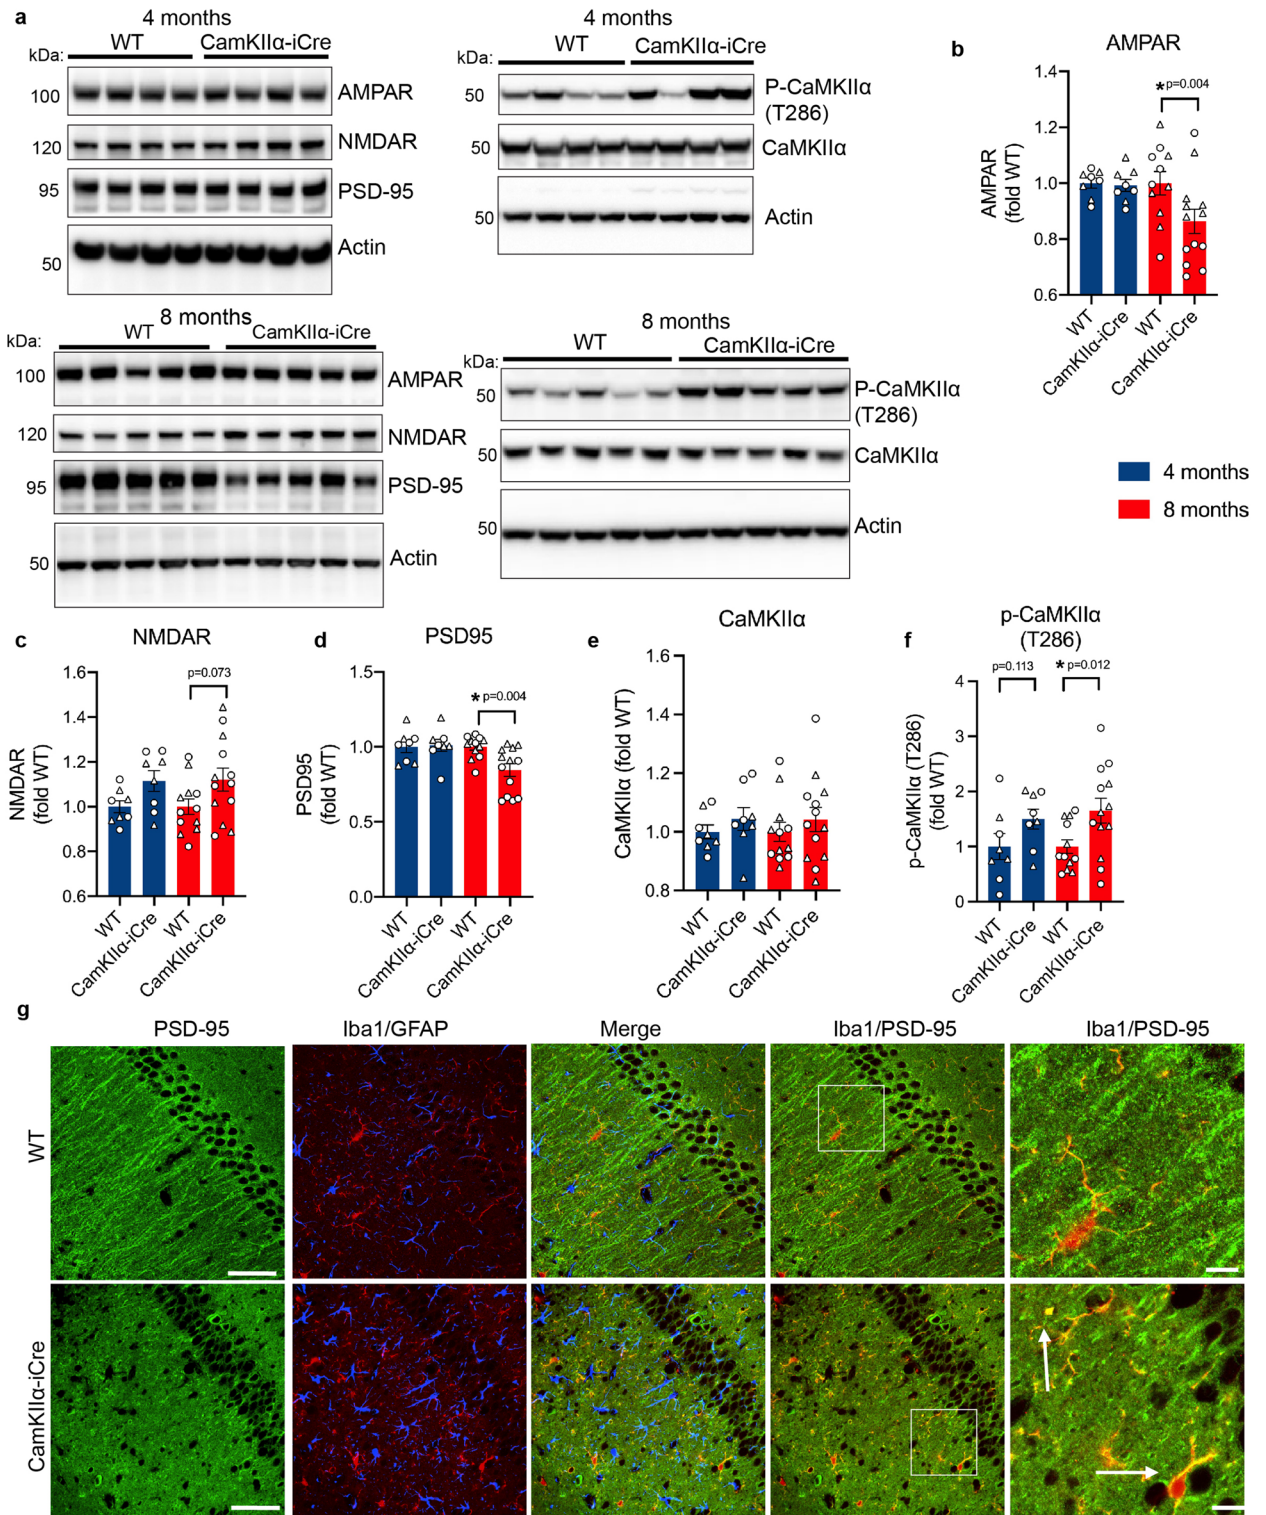 a
4 months
WT CamKIIα-iCre
kDa:
100 AMPAR
120 NMDAR
95 PSD-95
50 Actin
4 months
WT CamKIIα-iCre
kDa:
50 P-CaMKIIα
(T286)
50 CaMKIIα
50 Actin
8 months
WT CamKIIα-iCre
kDa:
100 AMPAR
120 NMDAR
95 PSD-95
50 Actin
8 months
WT CamKIIα-iCre
kDa:
50 P-CaMKIIα
(T286)
50 CaMKIIα
50 Actin
b
AMPAR
AMPAR
(fold WT)
1.4
1.2
1.0
0.8
0.6
* p=0.004
WT
CamKIIα-iCre
WT
CamKIIα-iCre
4 months
8 months
c
NMDAR
NMDAR
(fold WT)
1.6
1.4
1.2
1.0
0.8
0.6
p=0.073
WT
CamKIIα-iCre
WT
CamKIIα-iCre
d
PSD95
PSD95
(fold WT)
1.5
1.0
0.5
0.0
* p=0.004
WT
CamKIIα-iCre
WT
CamKIIα-iCre
e
CaMKIIα
CaMKIIα (fold WT)
1.6
1.4
1.2
1.0
0.8
WT
CamKIIα-iCre
WT
CamKIIα-iCre
f
p-CaMKIIα
(T286)
p-CaMKIIα (T286)
(fold WT)
4
3
2
1
0
p=0.113
* p=0.012
WT
CamKIIα-iCre
WT
CamKIIα-iCre
g
PSD-95 Iba1/GFAP Merge Iba1/PSD-95 Iba1/PSD-95
WT
CamKIIα-iCre